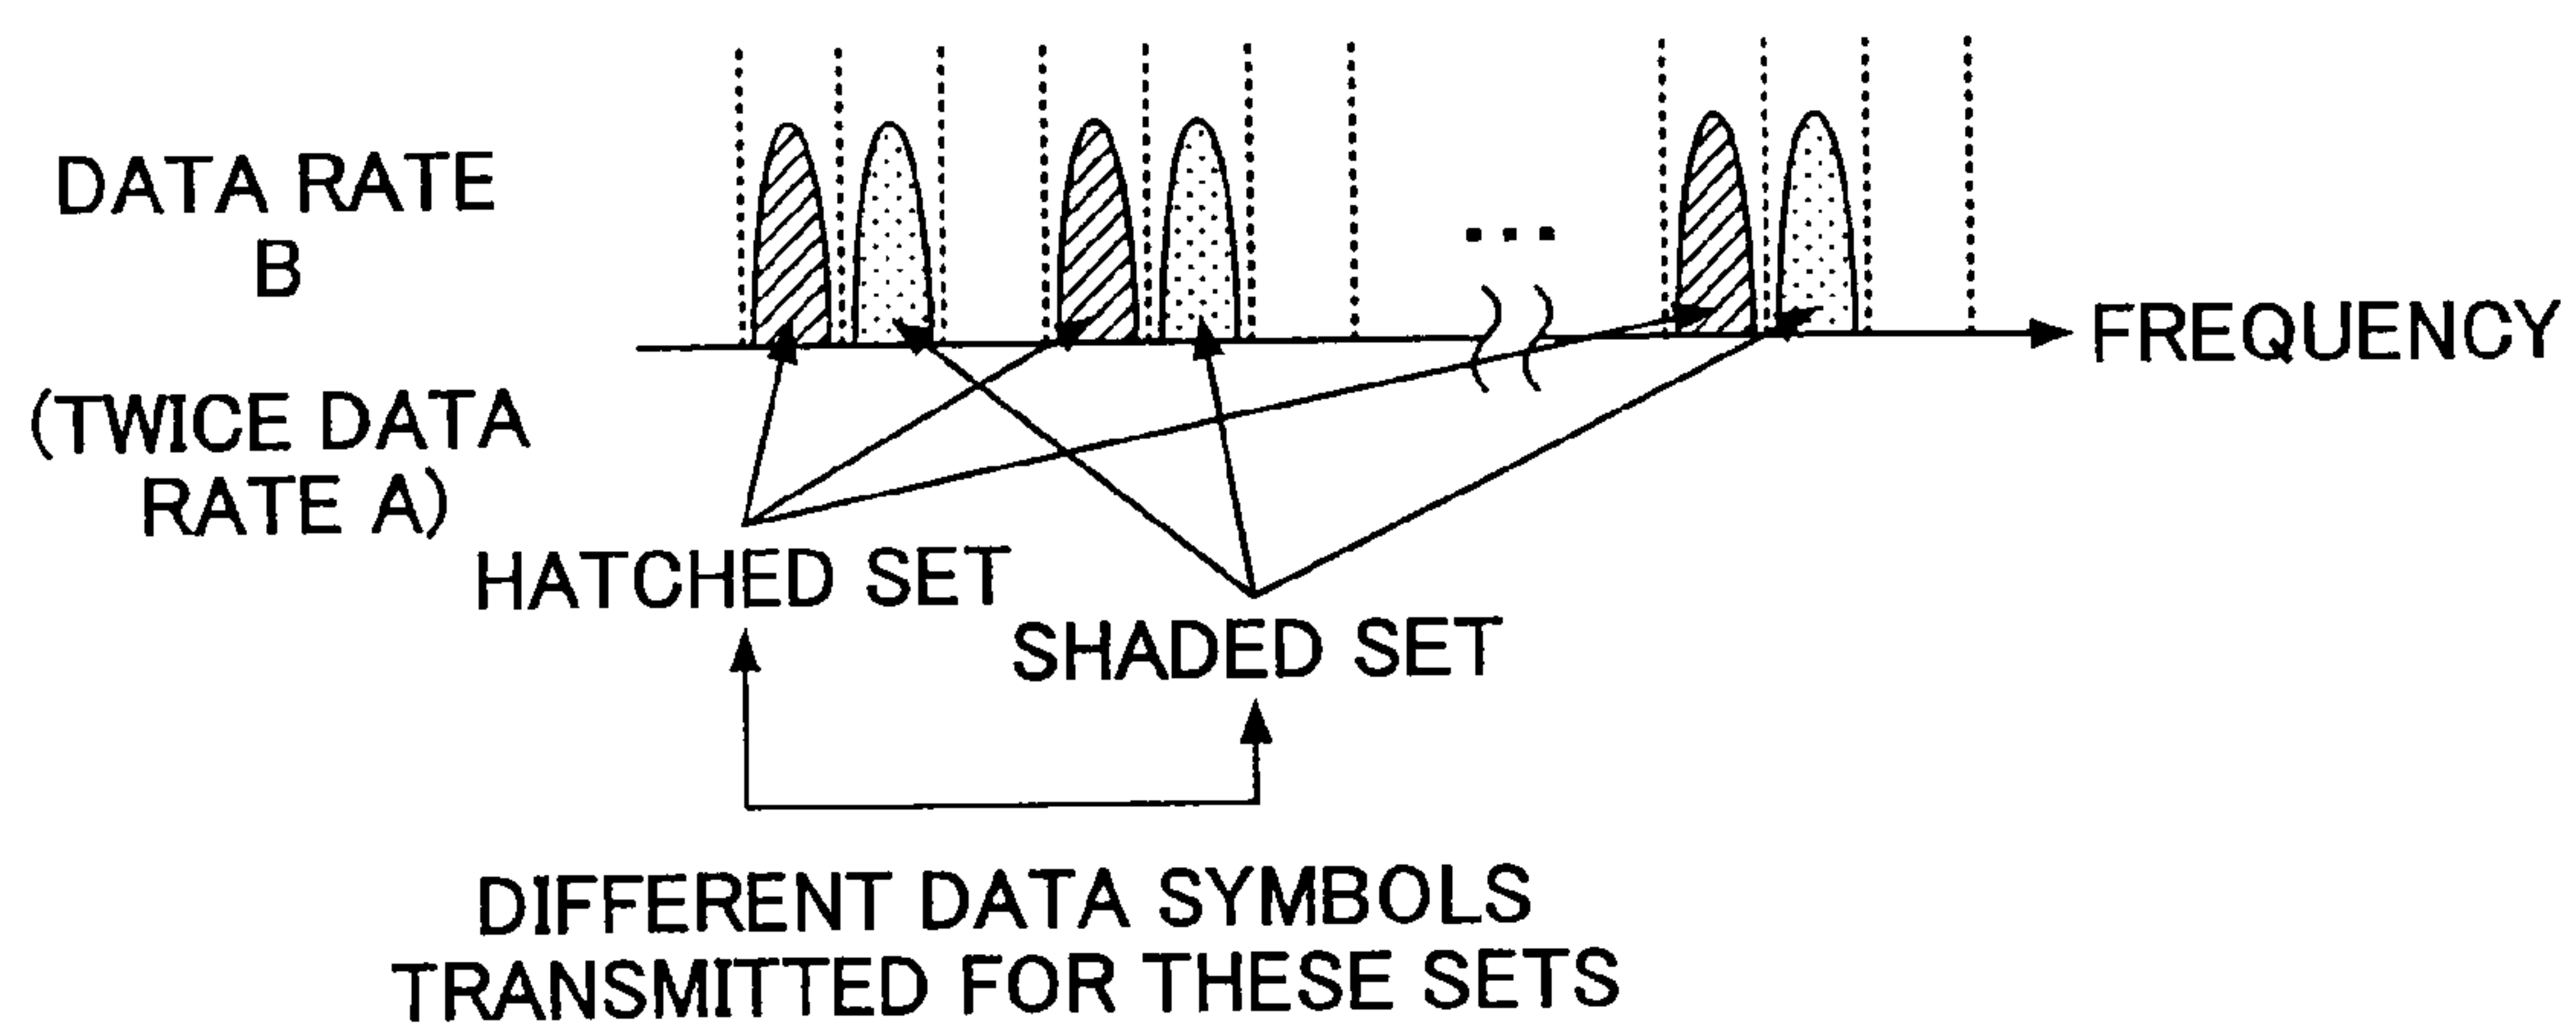 DATA RATE
B
(TWICE DATA
RATE A)
FREQUENCY
HATCHED SET
SHADED SET
DIFFERENT DATA SYMBOLS
TRANSMITTED FOR THESE SETS